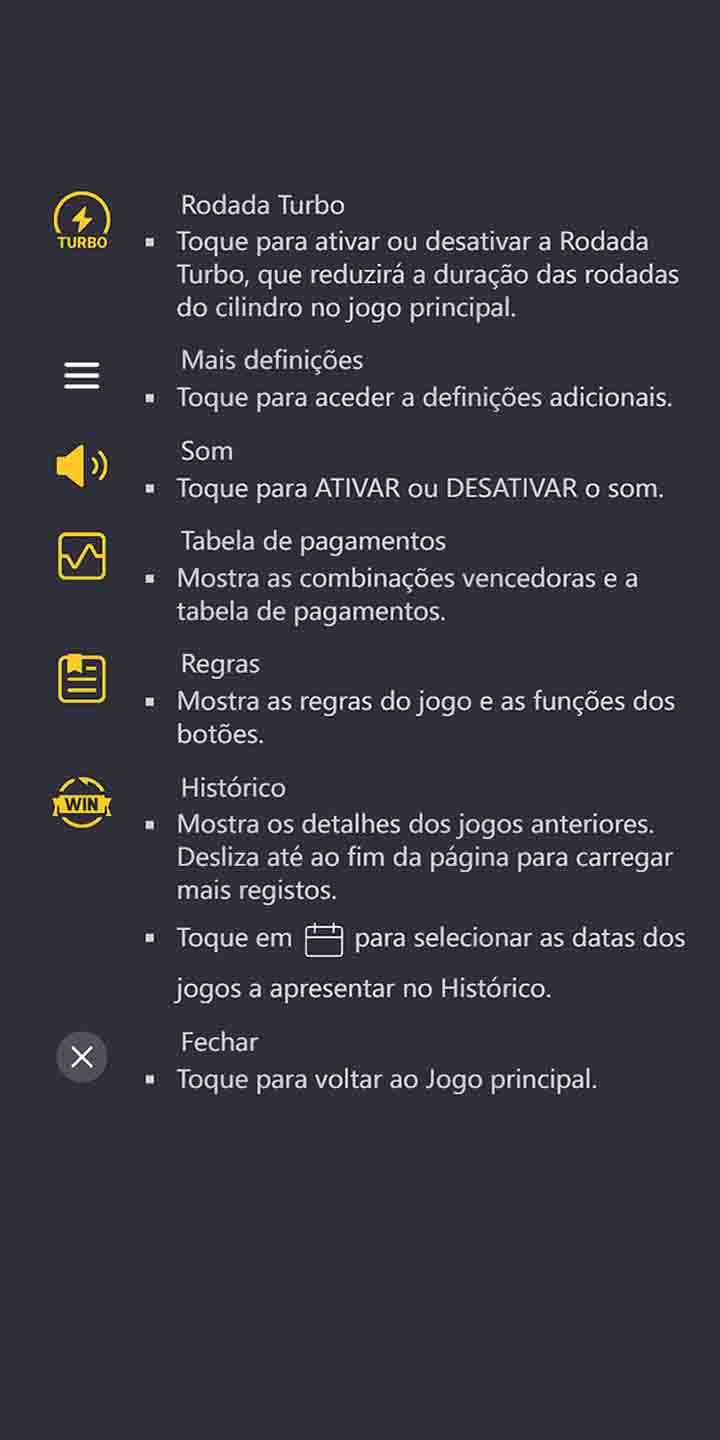 Rodada Turbo
TURBO
▪ Toque para ativar ou desativar a Rodada
Turbo, que reduzirá a duração das rodadas
do cilindro no jogo principal.
Mais definições
▪ Toque para aceder a definições adicionais.
Som
▪ Toque para ATIVAR ou DESATIVAR o som.
Tabela de pagamentos
▪ Mostra as combinações vencedoras e a
tabela de pagamentos.
Regras
▪ Mostra as regras do jogo e as funções dos
botões.
Histórico
WIN
▪ Mostra os detalhes dos jogos anteriores.
Desliza até ao fim da página para carregar
mais registos.
▪ Toque em para selecionar as datas dos
jogos a apresentar no Histórico.
Fechar
▪ Toque para voltar ao Jogo principal.